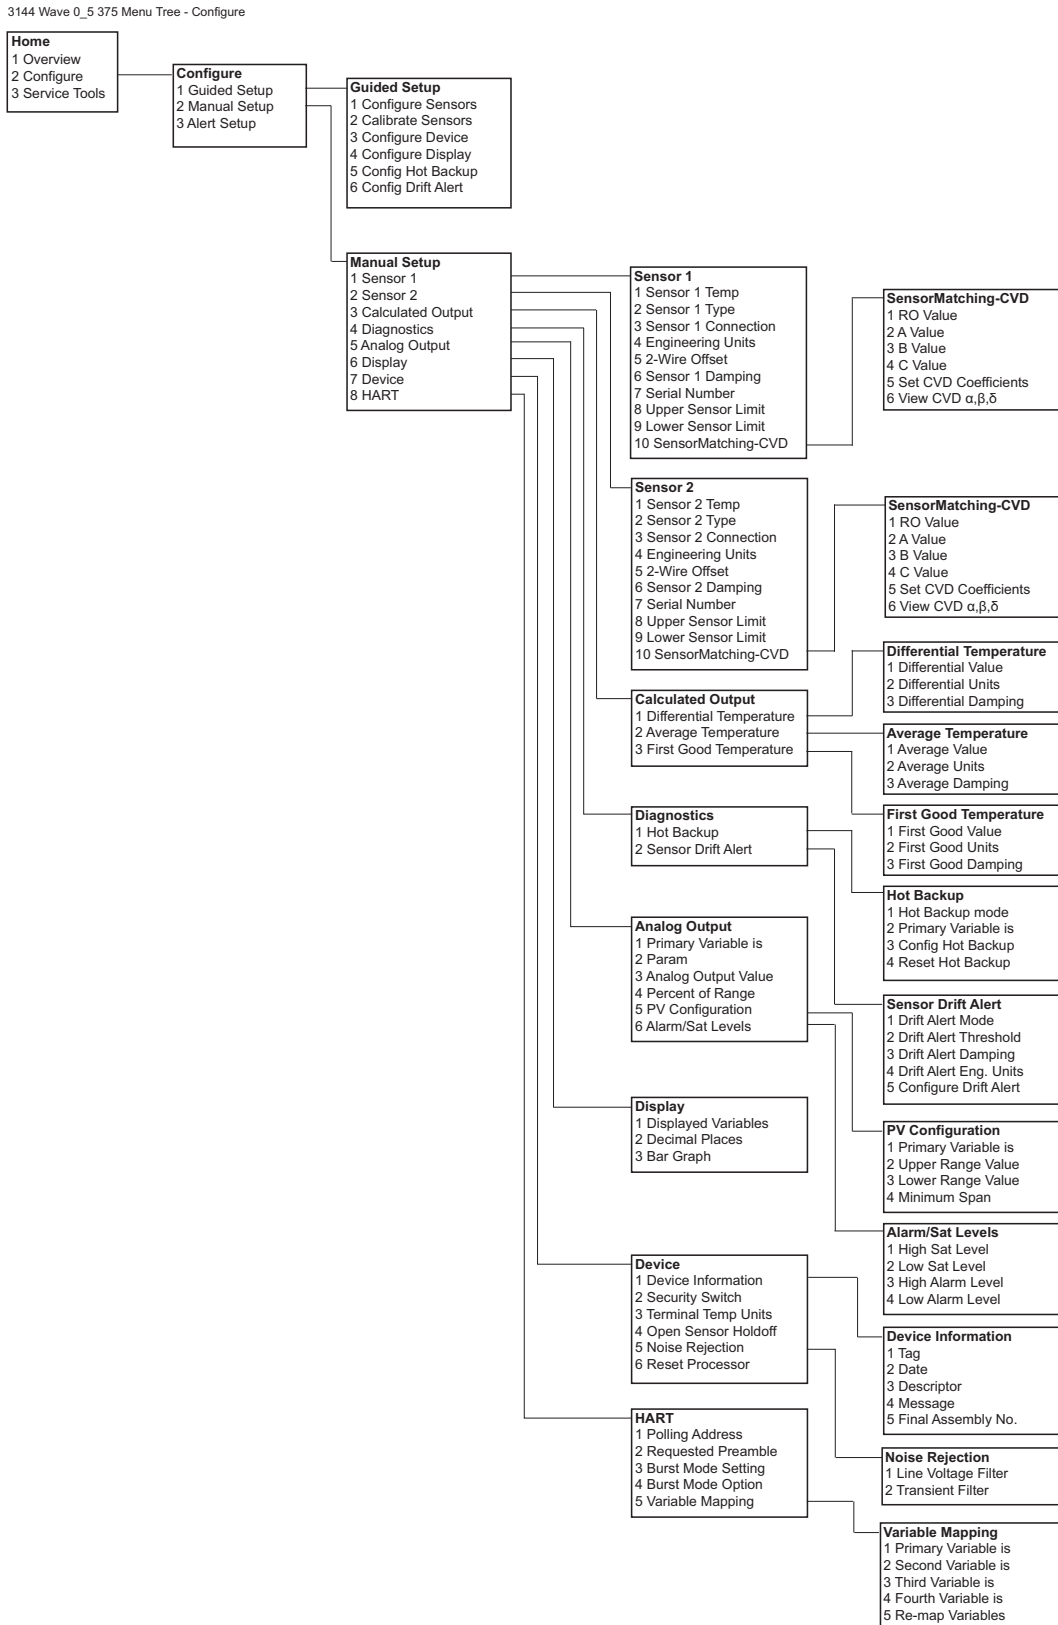 3144 Wave 0_5 375 Menu Tree - Configure
Home
1 Overview
2 Configure
3 Service Tools
Configure
1 Guided Setup
2 Manual Setup
3 Alert Setup
Guided Setup
1 Configure Sensors
2 Calibrate Sensors
3 Configure Device
4 Configure Display
5 Config Hot Backup
6 Config Drift Alert
Manual Setup
1 Sensor 1
2 Sensor 2
3 Calculated Output
4 Diagnostics
5 Analog Output
6 Display
7 Device
8 HART
Sensor 1
1 Sensor 1 Temp
2 Sensor 1 Type
3 Sensor 1 Connection
4 Engineering Units
5 2-Wire Offset
6 Sensor 1 Damping
7 Serial Number
8 Upper Sensor Limit
9 Lower Sensor Limit
10 SensorMatching-CVD
SensorMatching-CVD
1 RO Value
2 A Value
3 B Value
4 C Value
5 Set CVD Coefficients
6 View CVD α,β,δ
Sensor 2
1 Sensor 2 Temp
2 Sensor 2 Type
3 Sensor 2 Connection
4 Engineering Units
5 2-Wire Offset
6 Sensor 2 Damping
7 Serial Number
8 Upper Sensor Limit
9 Lower Sensor Limit
10 SensorMatching-CVD
SensorMatching-CVD
1 RO Value
2 A Value
3 B Value
4 C Value
5 Set CVD Coefficients
6 View CVD α,β,δ
Calculated Output
1 Differential Temperature
2 Average Temperature
3 First Good Temperature
Differential Temperature
1 Differential Value
2 Differential Units
3 Differential Damping
Average Temperature
1 Average Value
2 Average Units
3 Average Damping
First Good Temperature
1 First Good Value
2 First Good Units
3 First Good Damping
Diagnostics
1 Hot Backup
2 Sensor Drift Alert
Hot Backup
1 Hot Backup mode
2 Primary Variable is
3 Config Hot Backup
4 Reset Hot Backup
Sensor Drift Alert
1 Drift Alert Mode
2 Drift Alert Threshold
3 Drift Alert Damping
4 Drift Alert Eng. Units
5 Configure Drift Alert
Analog Output
1 Primary Variable is
2 Param
3 Analog Output Value
4 Percent of Range
5 PV Configuration
6 Alarm/Sat Levels
PV Configuration
1 Primary Variable is
2 Upper Range Value
3 Lower Range Value
4 Minimum Span
Alarm/Sat Levels
1 High Sat Level
2 Low Sat Level
3 High Alarm Level
4 Low Alarm Level
Display
1 Displayed Variables
2 Decimal Places
3 Bar Graph
Device
1 Device Information
2 Security Switch
3 Terminal Temp Units
4 Open Sensor Holdoff
5 Noise Rejection
6 Reset Processor
Device Information
1 Tag
2 Date
3 Descriptor
4 Message
5 Final Assembly No.
Noise Rejection
1 Line Voltage Filter
2 Transient Filter
HART
1 Polling Address
2 Requested Preamble
3 Burst Mode Setting
4 Burst Mode Option
5 Variable Mapping
Variable Mapping
1 Primary Variable is
2 Second Variable is
3 Third Variable is
4 Fourth Variable is
5 Re-map Variables